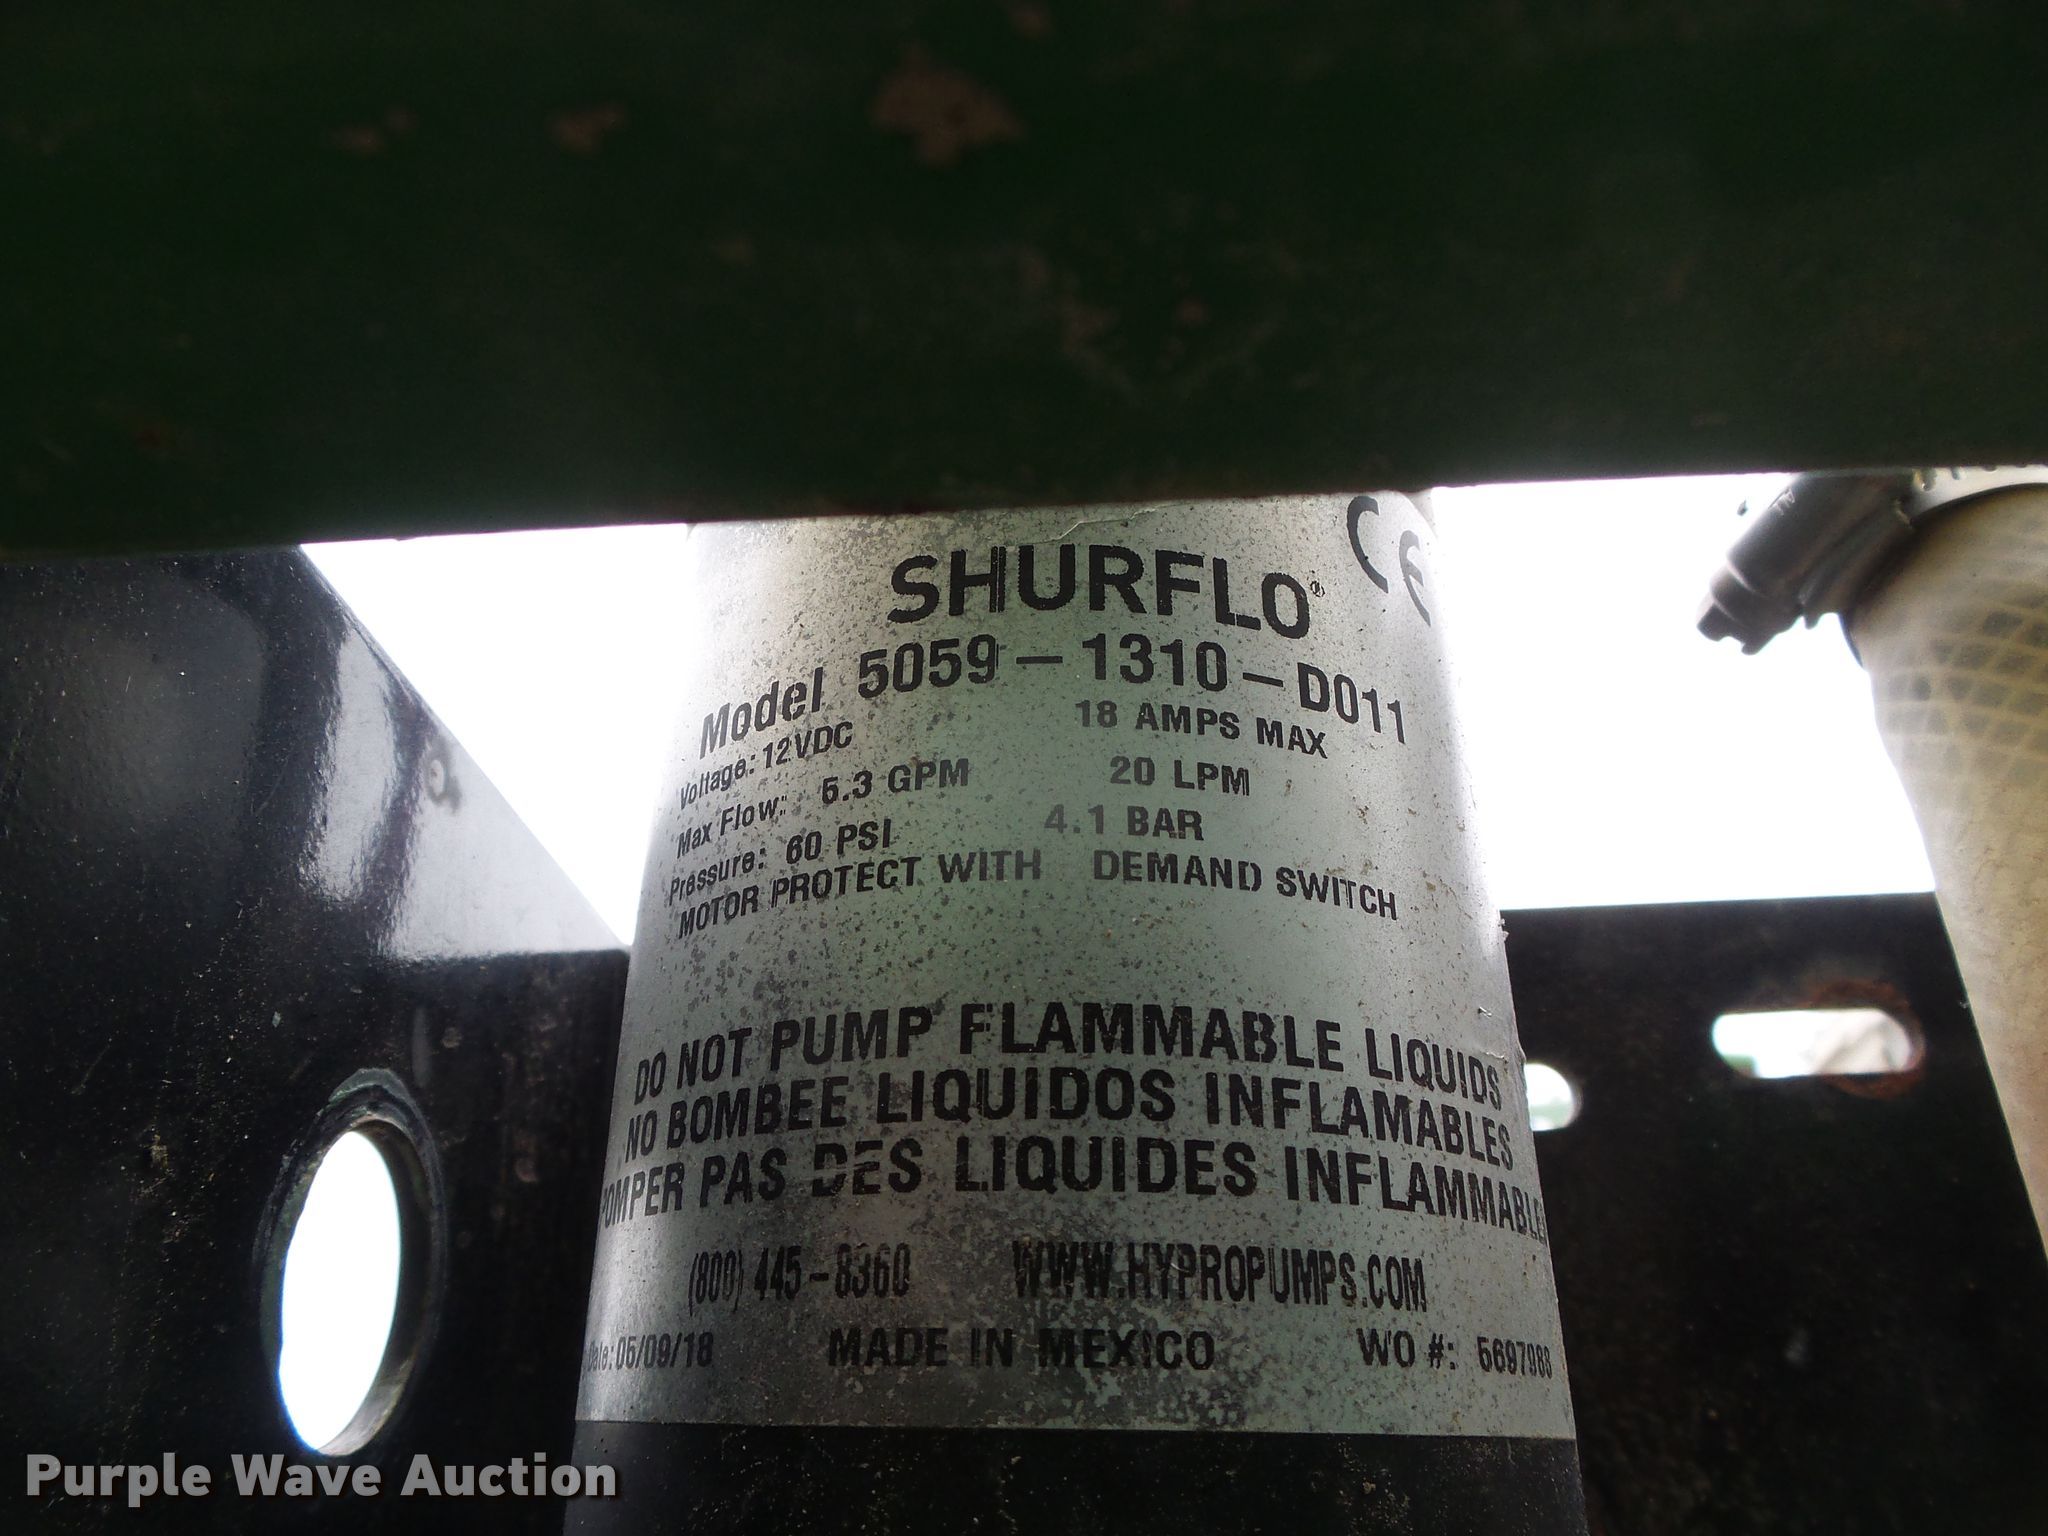 CE
SHURFLO®
Model 5059-1310-D011
Voltage: 12VDC 18 AMPS MAX
Max Flow: 5.3 GPM 20 LPM
Pressure: 60 PSI 4.1 BAR
MOTOR PROTECT WITH DEMAND SWITCH
DO NOT PUMP FLAMMABLE LIQUIDS
NO BOMBEE LIQUIDOS INFLAMABLES
POMPER PAS DES LIQUIDES INFLAMMABLE
(800) 445-8360 WWW.HYPROPUMPS.COM
Date: 05/09/18 MADE IN MEXICO WO #: 5697983
Purple Wave Auction